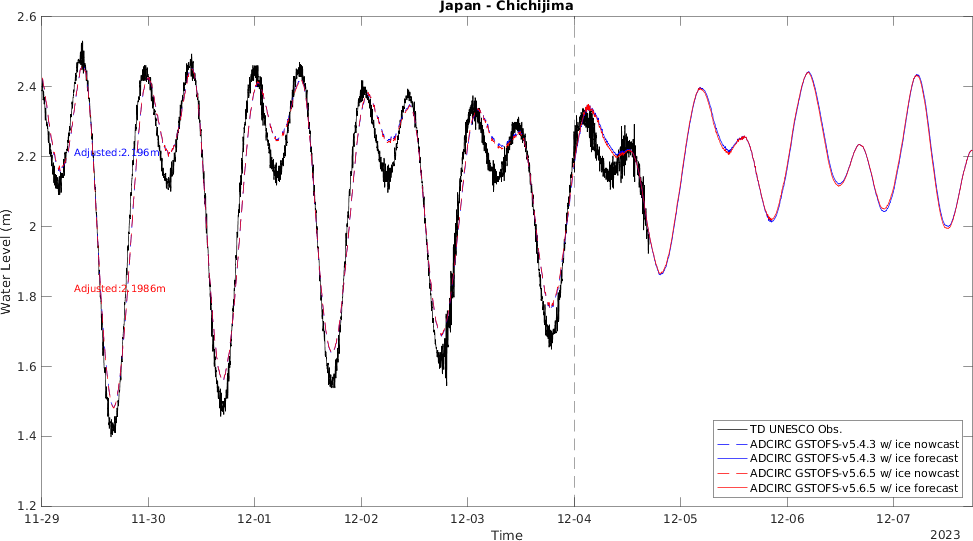 Japan - Chichijima
2.6
2.4
2.2
2
1.8
1.6
1.4
1.2
Water Level (m)
Adjusted:2.196m
Adjusted:2.1986m
TD UNESCO Obs.
ADCIRC GSTOFS-v5.4.3 w/ ice nowcast
ADCIRC GSTOFS-v5.4.3 w/ ice forecast
ADCIRC GSTOFS-v5.6.5 w/ ice nowcast
ADCIRC GSTOFS-v5.6.5 w/ ice forecast
11-29 11-30 12-01 12-02 12-03 12-04 12-05 12-06 12-07
Time
2023